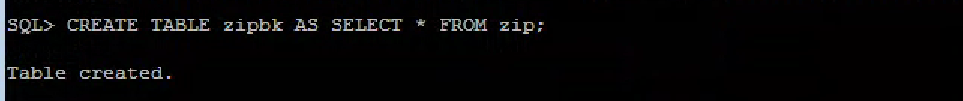 SQL> CREATE TABLE zipbk AS SELECT * FROM zip;
Table created.